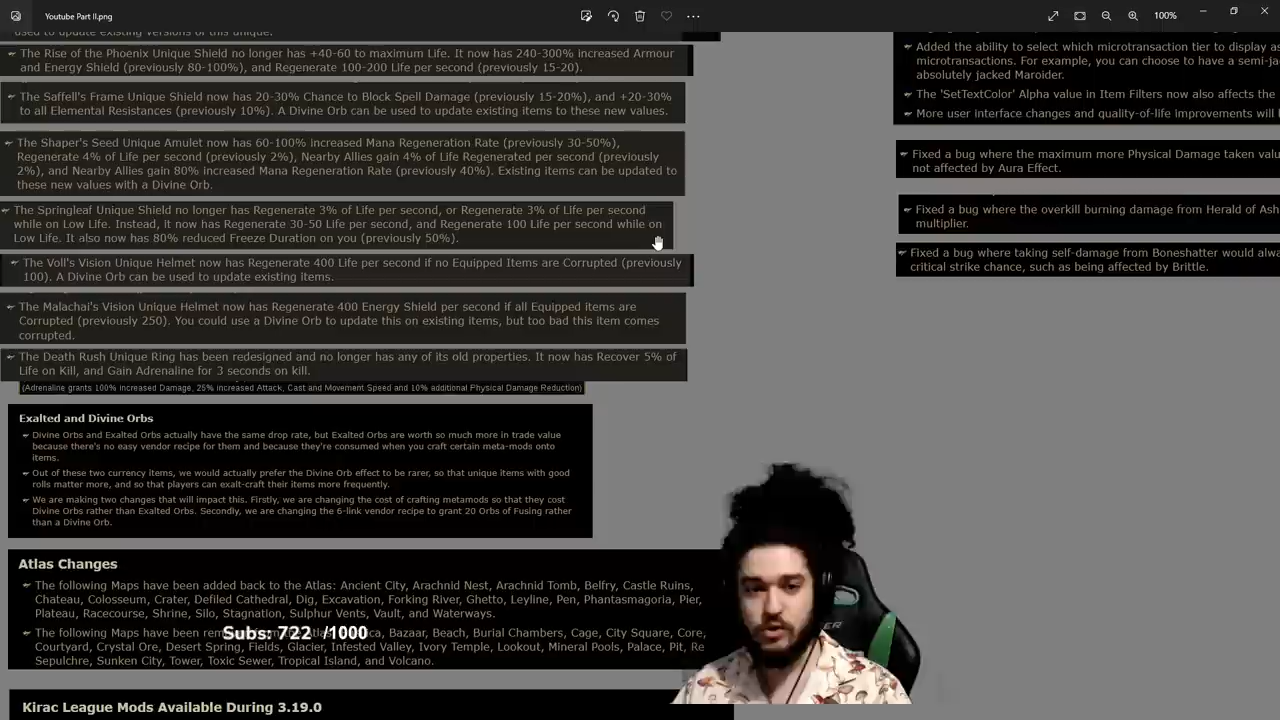 Youtube Part II.png
100%
used to update existing versions of this unique.
The Rise of the Phoenix Unique Shield no longer has +40-60 to maximum Life. It now has 240-300% increased Armour
and Energy Shield (previously 80-100%), and Regenerate 100-200 Life per second (previously 15-20).
The Saffell's Frame Unique Shield now has 20-30% Chance to Block Spell Damage (previously 15-20%), and +20-30%
to all Elemental Resistances (previously 10%). A Divine Orb can be used to update existing items to these new values.
The Shaper's Seed Unique Amulet now has 60-100% increased Mana Regeneration Rate (previously 30-50%),
Regenerate 4% of Life per second (previously 2%), Nearby Allies gain 4% of Life Regenerated per second (previously
2%), and Nearby Allies gain 80% increased Mana Regeneration Rate (previously 40%). Existing items can be updated to
these new values with a Divine Orb.
The Springleaf Unique Shield no longer has Regenerate 3% of Life per second, or Regenerate 3% of Life per second
while on Low Life. Instead, it now has Regenerate 30-50 Life per second, and Regenerate 100 Life per second while on
Low Life. It also now has 80% reduced Freeze Duration on you (previously 50%).
The Voll's Vision Unique Helmet now has Regenerate 400 Life per second if no Equipped Items are Corrupted (previously
100). A Divine Orb can be used to update existing items.
The Malachai's Vision Unique Helmet now has Regenerate 400 Energy Shield per second if all Equipped items are
Corrupted (previously 250). You could use a Divine Orb to update this on existing items, but too bad this item comes
corrupted.
The Death Rush Unique Ring has been redesigned and no longer has any of its old properties. It now has Recover 5% of
Life on Kill, and Gain Adrenaline for 3 seconds on kill.
(Adrenaline grants 100% increased Damage, 25% increased Attack, Cast and Movement Speed and 10% additional Physical Damage Reduction)
Exalted and Divine Orbs
Divine Orbs and Exalted Orbs actually have the same drop rate, but Exalted Orbs are worth so much more in trade value
because there's no easy vendor recipe for them and because they're consumed when you craft certain meta-mods onto
items.
Out of these two currency items, we would actually prefer the Divine Orb effect to be rarer, so that unique items with good
rolls matter more, and so that players can exalt-craft their items more frequently.
We are making two changes that will impact this. Firstly, we are changing the cost of crafting metamods so that they cost
Divine Orbs rather than Exalted Orbs. Secondly, we are changing the 6-link vendor recipe to grant 20 Orbs of Fusing rather
than a Divine Orb.
Atlas Changes
The following Maps have been added back to the Atlas: Ancient City, Arachnid Nest, Arachnid Tomb, Belfry, Castle Ruins,
Chateau, Colosseum, Crater, Defiled Cathedral, Dig, Excavation, Forking River, Ghetto, Leyline, Pen, Phantasmagoria, Pier,
Plateau, Racecourse, Shrine, Silo, Stagnation, Sulphur Vents, Vault, and Waterways.
The following Maps have been Bazaar, Beach, Burial Chambers, Cage, City Square, Core,
Subs: 722 /1000
Courtyard, Crystal Ore, Desert Spring, Fields, Glacier, Infested Valley, Ivory Temple, Lookout, Mineral Pools, Palace, Pit, Re
Sepulchre, Sunken City, Tower, Toxic Sewer, Tropical Island, and Volcano.
Kirac League Mods Available During 3.19.0
Added the ability to select which microtransaction tier to display as
microtransactions. For example, you can choose to have a semi-ja
absolutely jacked Maroider.
The 'SetTextColor' Alpha value in Item Filters now also affects the
More user interface changes and quality-of-life improvements will
Fixed a bug where the maximum more Physical Damage taken valu
not affected by Aura Effect.
Fixed a bug where the overkill burning damage from Herald of Ash
multiplier.
Fixed a bug where taking self-damage from Boneshatter would alwa
critical strike chance, such as being affected by Brittle.